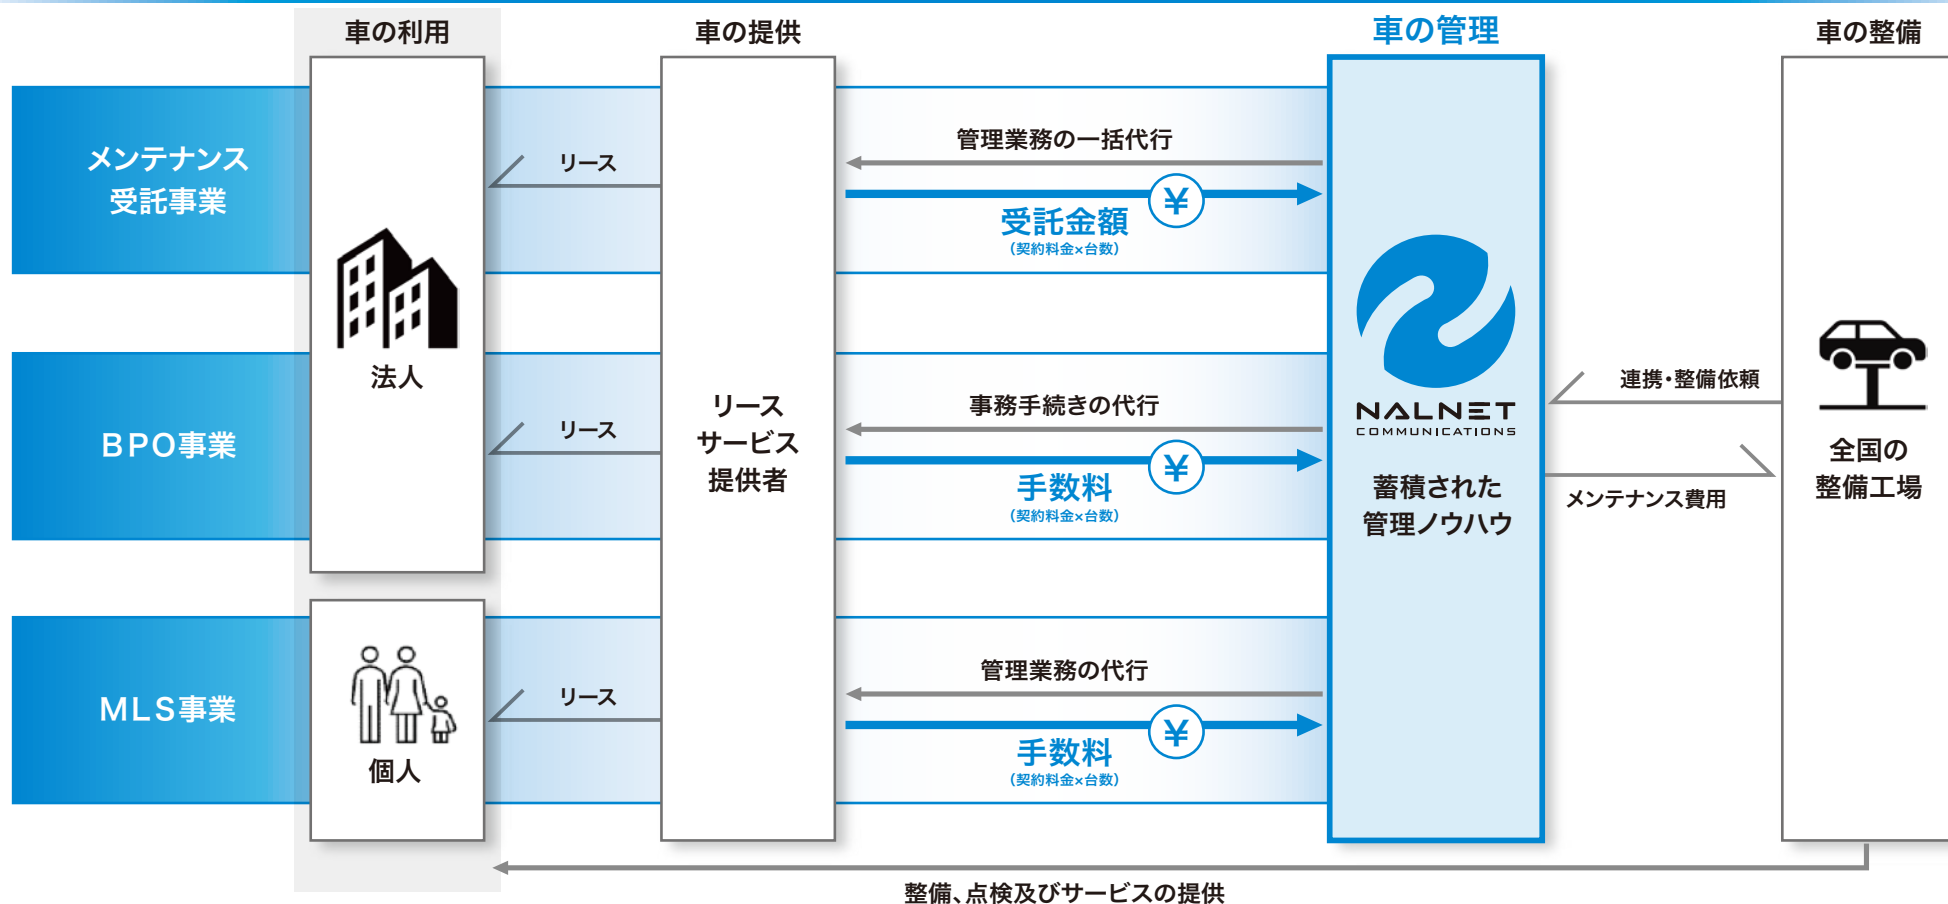 車の利用
車の提供
車の管理
車の整備
メンテナンス
受託事業
リース
管理業務の一括代行
¥
受託金額
(契約料金×台数)
法人
BPO事業
リース
リース
サービス
提供者
事務手続きの代行
¥
手数料
(契約料金×台数)
NALNET
COMMUNICATIONS
蓄積された
管理ノウハウ
連携・整備依頼
メンテナンス費用
全国の
整備工場
MLS事業
個人
リース
管理業務の代行
¥
手数料
(契約料金×台数)
整備、点検及びサービスの提供